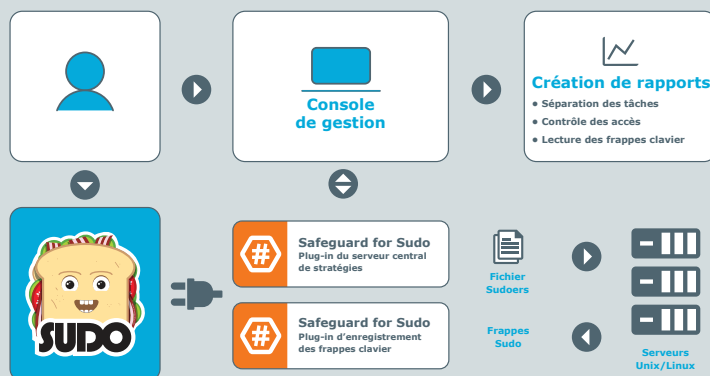 Console
de gestion
Création de rapports
• Séparation des tâches
• Contrôle des accès
• Lecture des frappes clavier
SUDO
#
Safeguard for Sudo
Plug-in du serveur central
de stratégies
#
Safeguard for Sudo
Plug-in d'enregistrement
des frappes clavier
Fichier
Sudoers
Frappes
Sudo
Serveurs
Unix/Linux